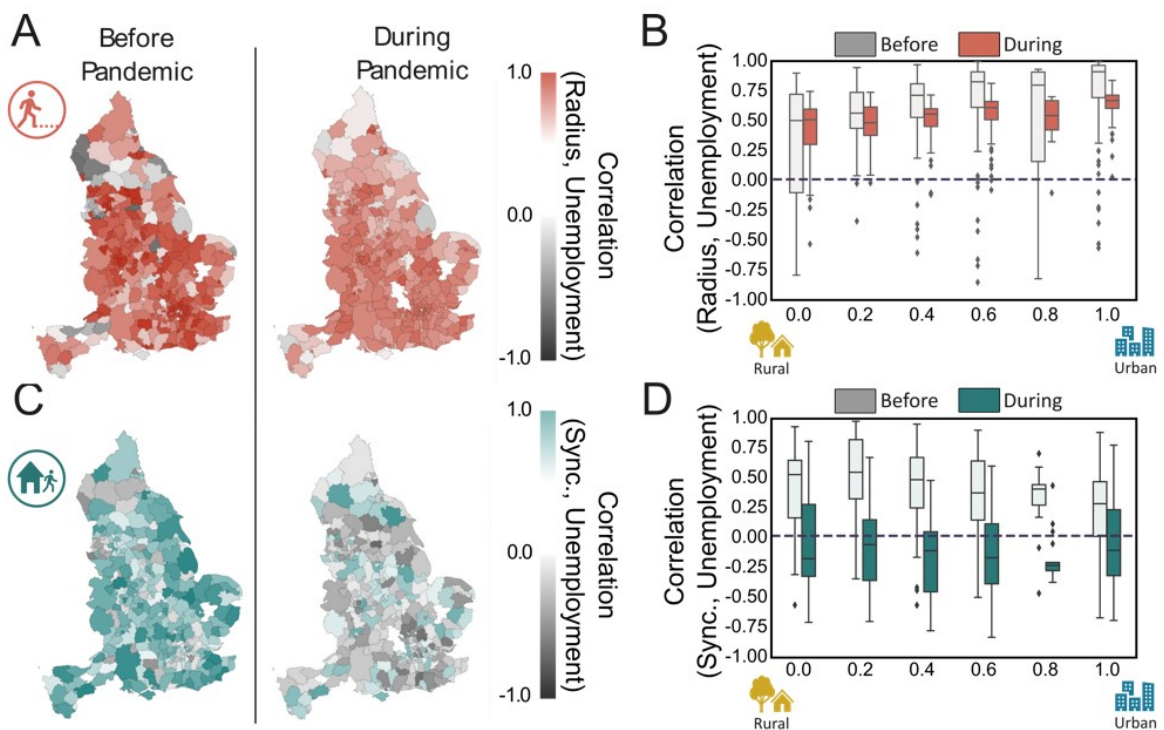 A
Before
Pandemic
During
Pandemic
1.0
0.0
-1.0
Correlation
(Radius, Unemployment)
B
Before
During
Correlation
(Radius, Unemployment)
1.00
0.75
0.50
0.25
0.00
-0.25
-0.50
-0.75
-1.00
0.0 0.2 0.4 0.6 0.8 1.0
Rural
Urban
C
1.0
0.0
-1.0
Correlation
(Sync., Unemployment)
D
Before
During
Correlation
(Sync., Unemployment)
1.00
0.75
0.50
0.25
0.00
-0.25
-0.50
-0.75
-1.00
0.0 0.2 0.4 0.6 0.8 1.0
Rural
Urban